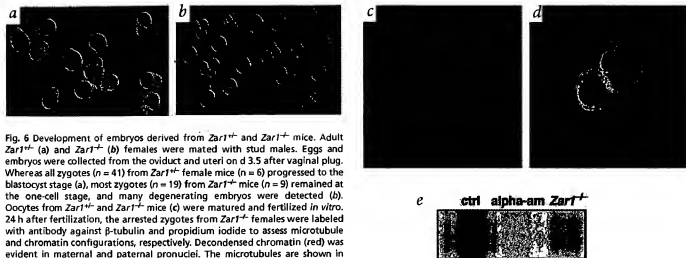 a
b
c
d
Fig. 6 Development of embryos derived from Zar1+/– and Zar1–/– mice. Adult
Zar1+/– (a) and Zar1–/– (b) females were mated with stud males. Eggs and
embryos were collected from the oviduct and uteri on d 3.5 after vaginal plug.
Whereas all zygotes (n = 41) from Zar1+/– female mice (n = 6) progressed to the
blastocyst stage (a), most zygotes (n = 19) from Zar1–/– mice (n = 9) remained at
the one-cell stage, and many degenerating embryos were detected (b).
Oocytes from Zar1+/– and Zar1–/– mice (c) were matured and fertilized in vitro.
24 h after fertilization, the arrested zygotes from Zar1–/– females were labeled
with antibody against β-tubulin and propidium iodide to assess microtubule
and chromatin configurations, respectively. Decondensed chromatin (red) was
evident in maternal and paternal pronuclei. The microtubules are shown in
e
ctrl alpha-am Zar1–/–